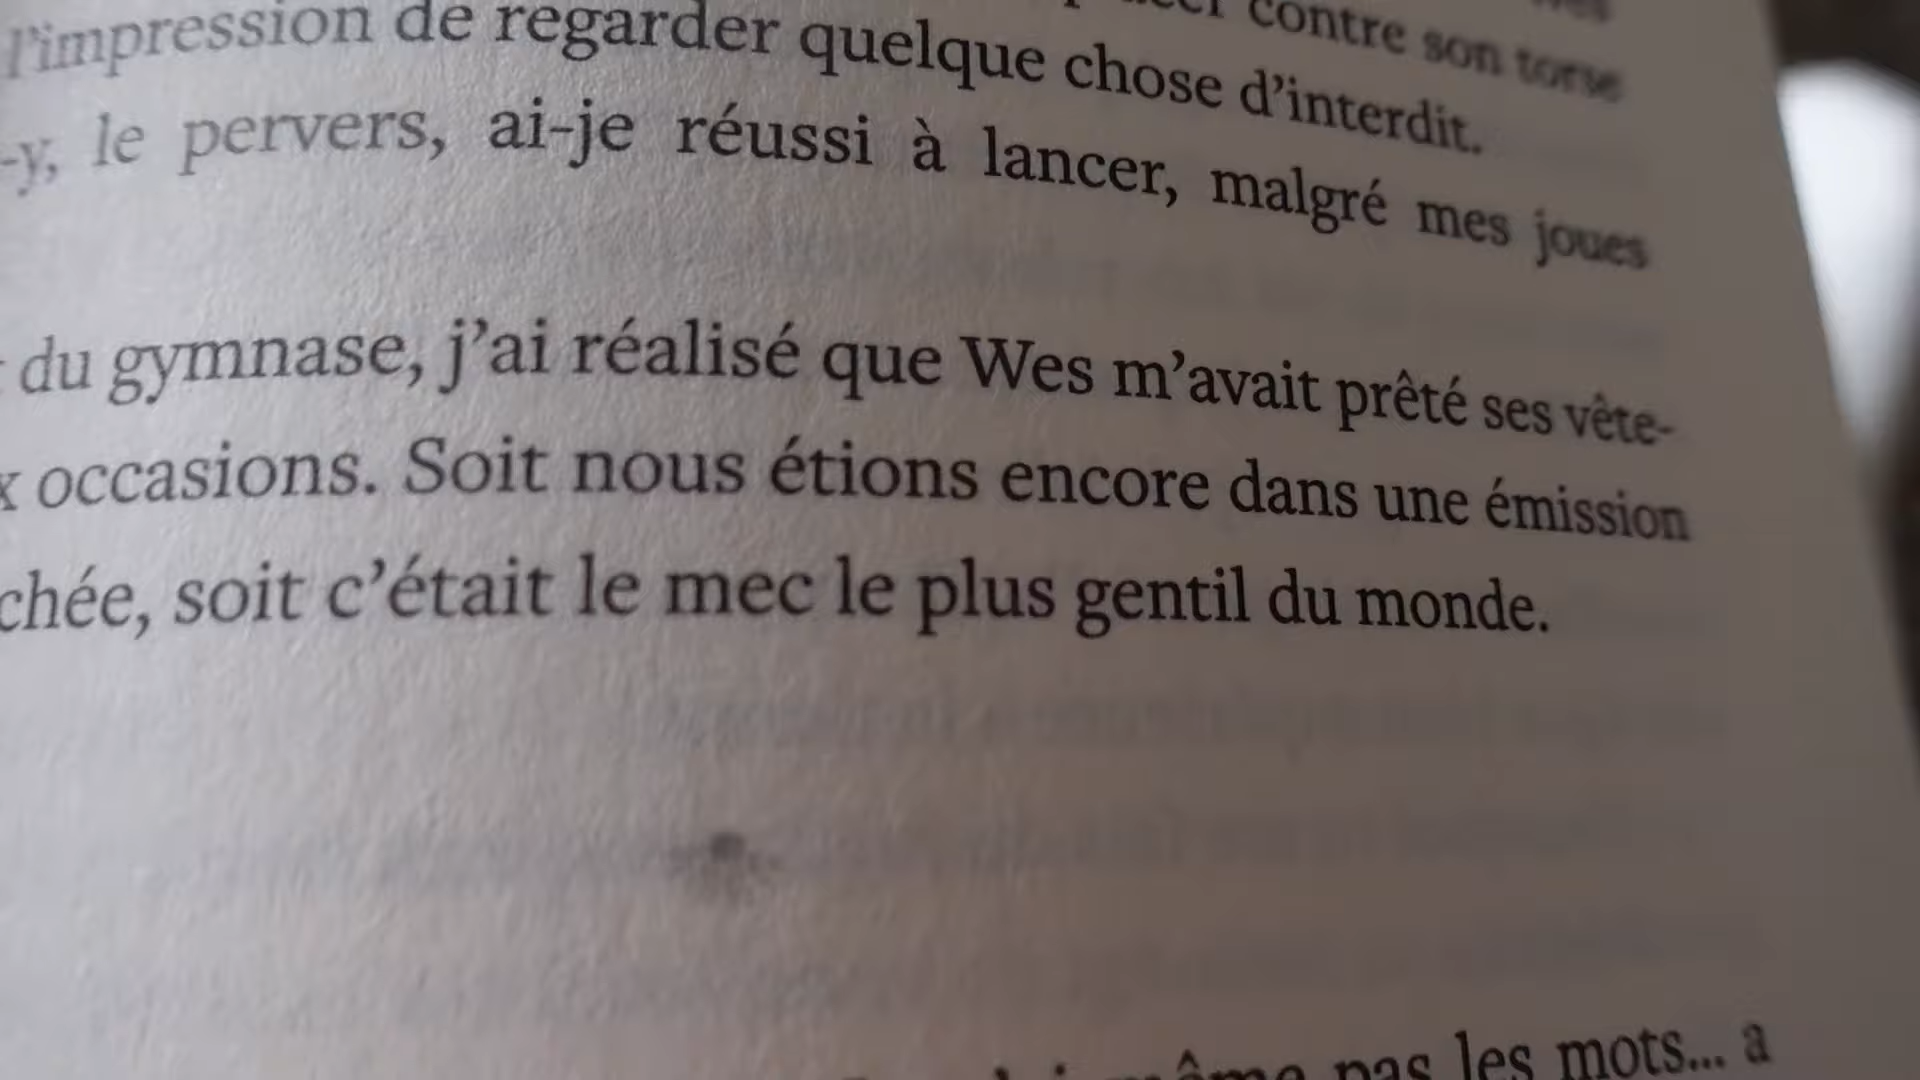 contre son torse
l'impression de regarder quelque chose d'interdit.
-y, le pervers, ai-je réussi à lancer, malgré mes joues
du gymnase, j'ai réalisé que Wes m'avait prêté ses vête-
x occasions. Soit nous étions encore dans une émission
chée, soit c'était le mec le plus gentil du monde.
même pas les mots... a